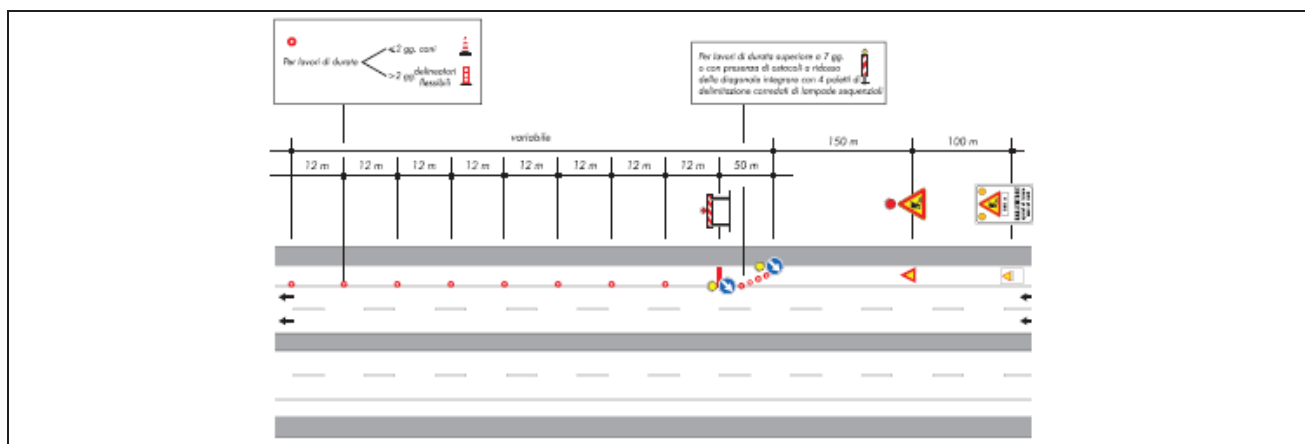 Per lavori di durata
⩽2 gg. coni
>2 gg delineatori
flessibili
Per lavori di durata superiore a 7 gg.
o con presenza di ostacoli a ridosso
della diagonale integrare con 4 paletti di
delimitazione corredati di lampade sequenziali
variabile
150 m
100 m
12 m
12 m
12 m
12 m
12 m
12 m
12 m
12 m
50 m